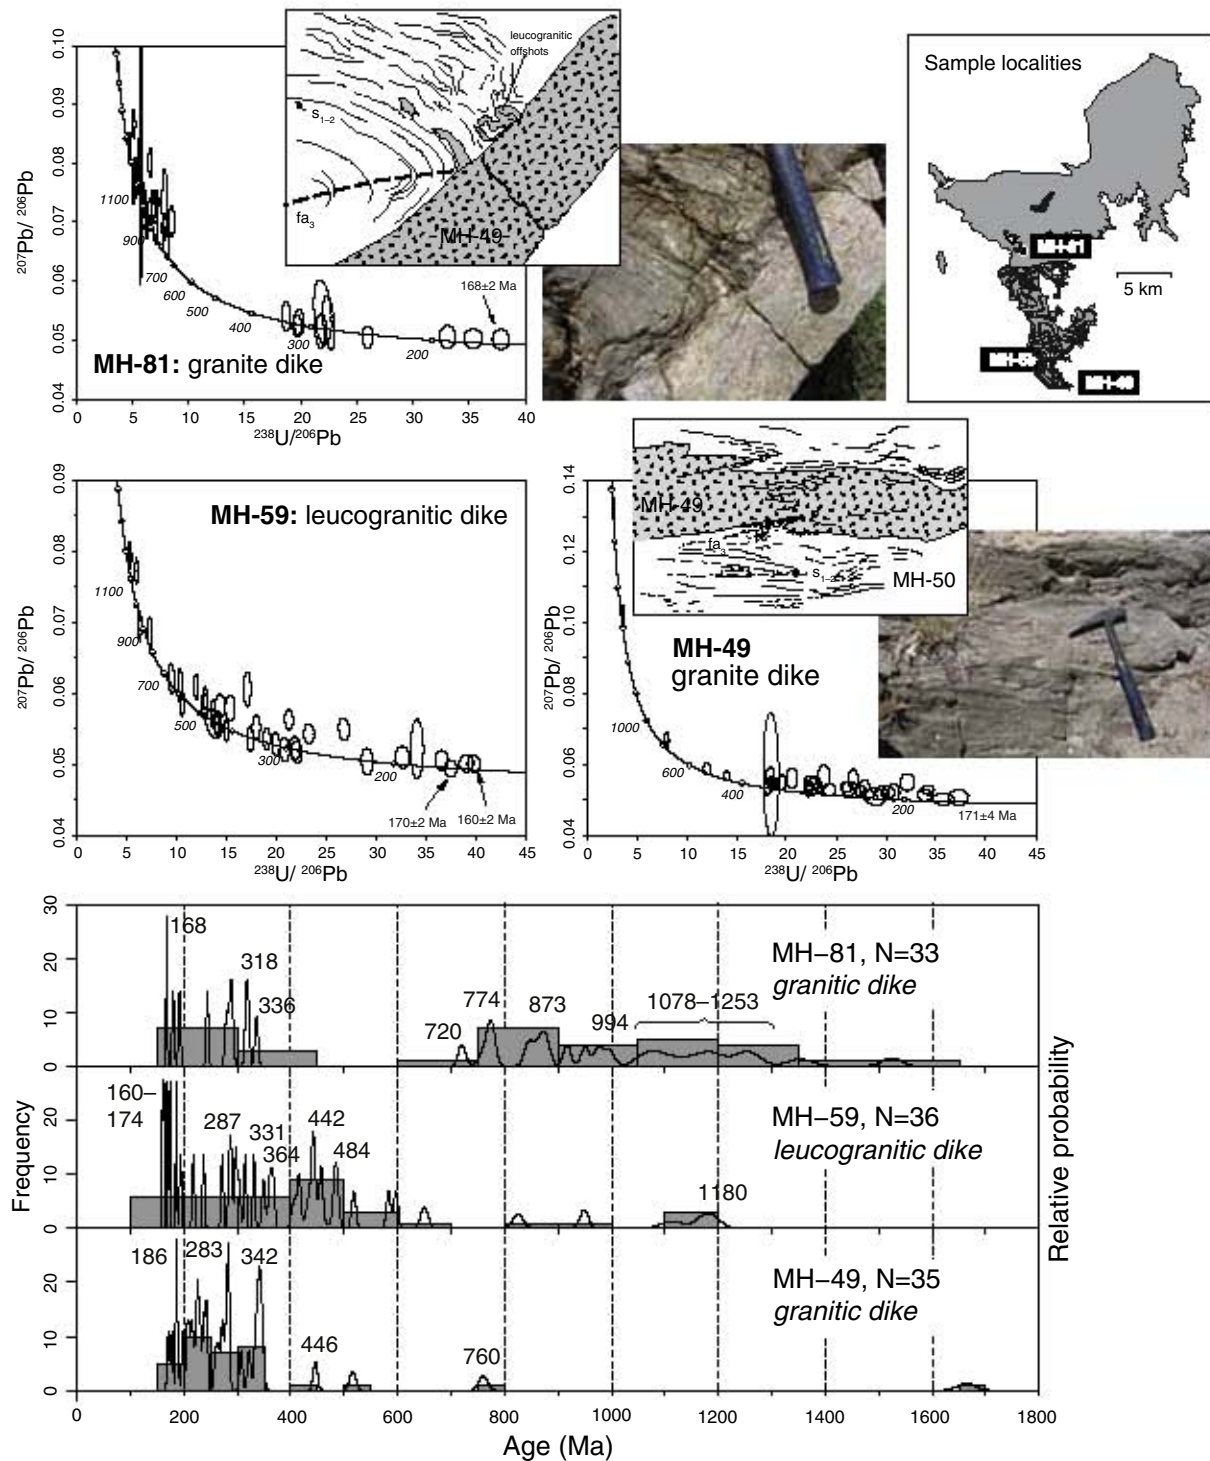 leucogranitic
offshots
s1–2
fa3
MH-49
Sample localities
5 km
0.10
0.09
0.08
0.07
0.06
0.05
0.04
207Pb/ 206Pb
1100
900
700
600
500
400
300
200
168±2 Ma
MH-81: granite dike
0 5 10 15 20 25 30 35 40
238U/206Pb
0.09
0.08
0.07
0.06
0.05
0.04
207Pb/ 206Pb
MH-59: leucogranitic dike
1100
900
700
500
300
200
170±2 Ma
160±2 Ma
0 5 10 15 20 25 30 35 40 45
238U/ 206Pb
MH-49
fa3
s1–2
MH-50
0.14
0.12
0.10
0.08
0.06
0.04
207Pb/ 206Pb
MH-49
granite dike
1000
600
400
200
171±4 Ma
0 5 10 15 20 25 30 35 40 45
238U/ 206Pb
30
20
10
0
168
318
336
720
774
873
994
1078–1253
MH–81, N=33
granitic dike
20
10
0
160–
174
287
331
364
442
484
1180
MH–59, N=36
leucogranitic dike
20
10
0
186
283
342
446
760
MH–49, N=35
granitic dike
Frequency
Relative probability
0 200 400 600 800 1000 1200 1400 1600 1800
Age (Ma)